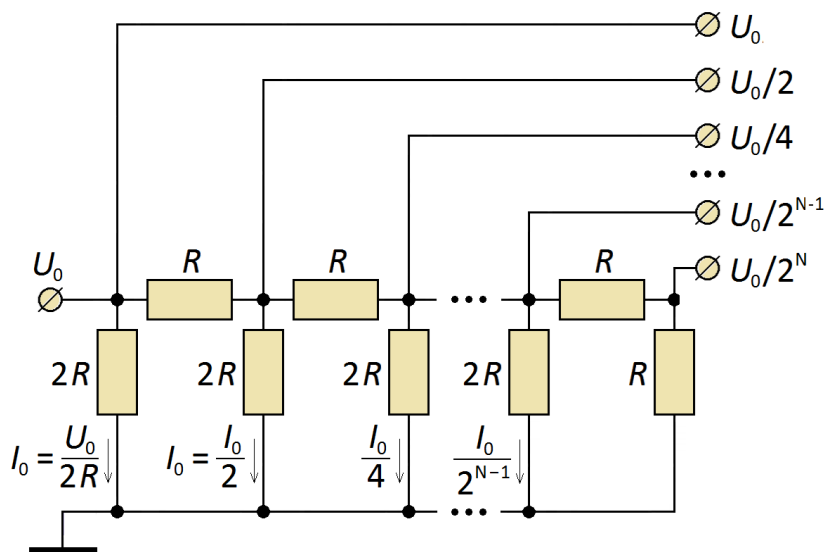 U₀
U₀/2
U₀/4
•••
U₀/2ᴺ⁻¹
U₀/2ᴺ
U₀
R
R
•••
R
2R
2R
2R
2R
R
I₀ = U₀/2R
I₀ = I₀/2
I₀/4
I₀/2ᴺ⁻¹
•••